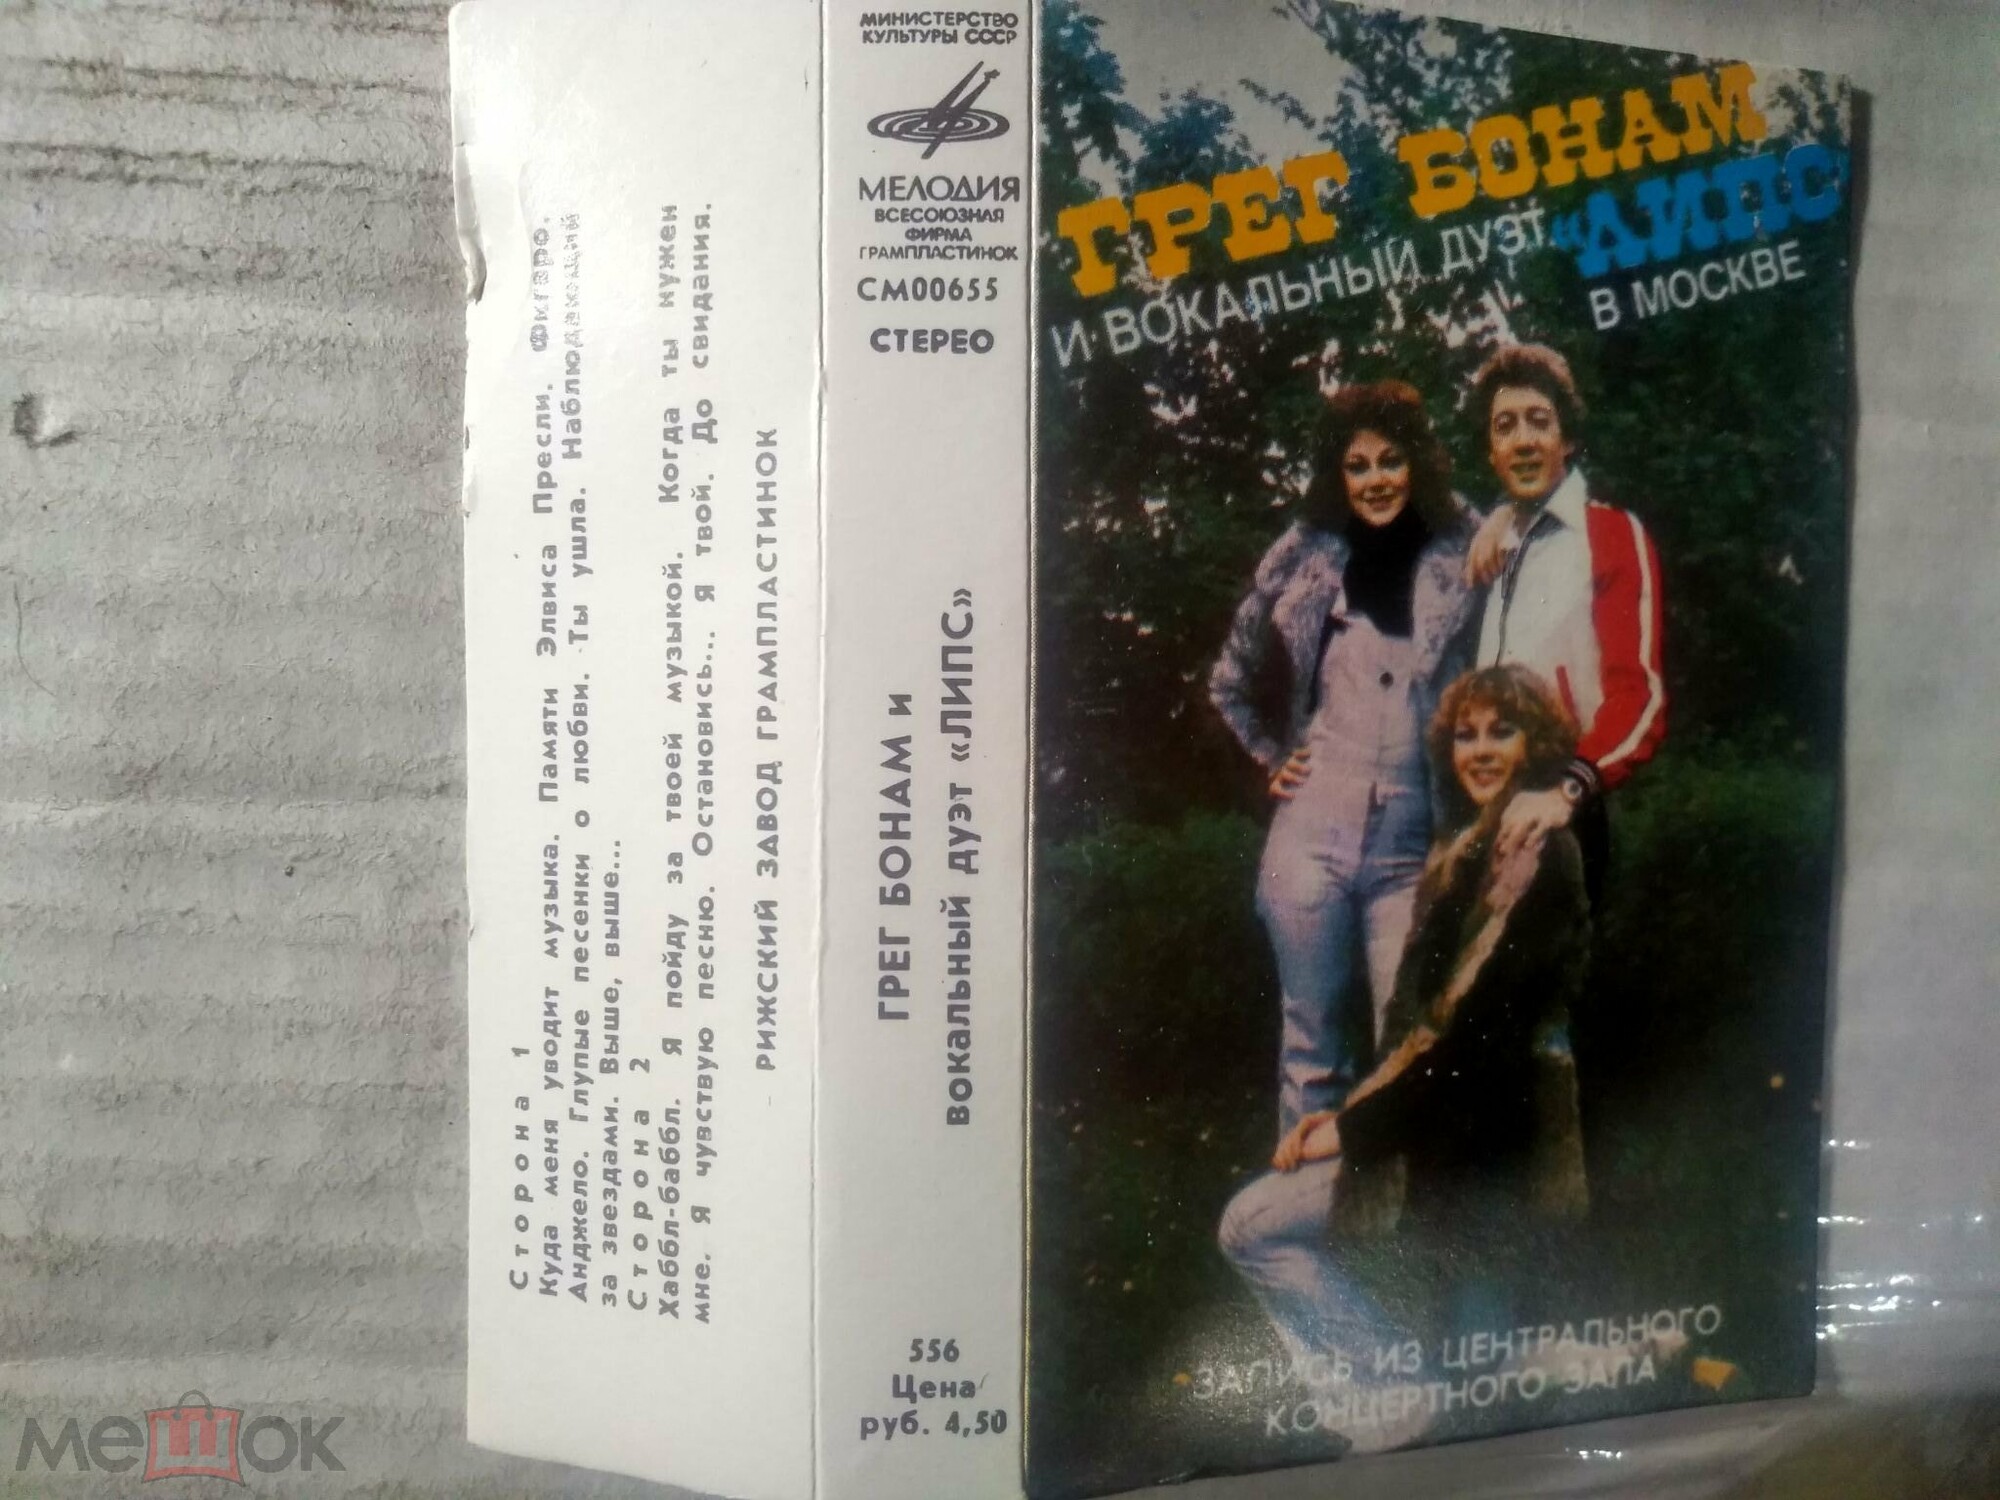 Сторона 1
Куда меня уводит музыка. Памяти Элвиса Пресли. Фигаро.
Анджело. Глупые песенки о любви. Ты ушла. Наблюдающий
за звездами. Выше, выше...
Сторона 2
Хаббл-баббл. Я пойду за твоей музыкой. Когда ты нужен
мне. Я чувствую песню. Остановись... Я твой. До свидания.
РИЖСКИЙ ЗАВОД ГРАМПЛАСТИНОК
МИНИСТЕРСТВО
КУЛЬТУРЫ СССР
МЕЛОДИЯ
ВСЕСОЮЗНАЯ
ФИРМА
ГРАМПЛАСТИНОК
СМ00655
СТЕРЕО
ГРЕГ БОНАМ и
вокальный дуэт «ЛИПС»
556
Цена
руб. 4,50
ГРЕГ БОНАМ
И ВОКАЛЬНЫЙ ДУЭТ «ЛИПС»
В МОСКВЕ
ЗАПИСЬ ИЗ ЦЕНТРАЛЬНОГО
КОНЦЕРТНОГО ЗАЛА
мешок